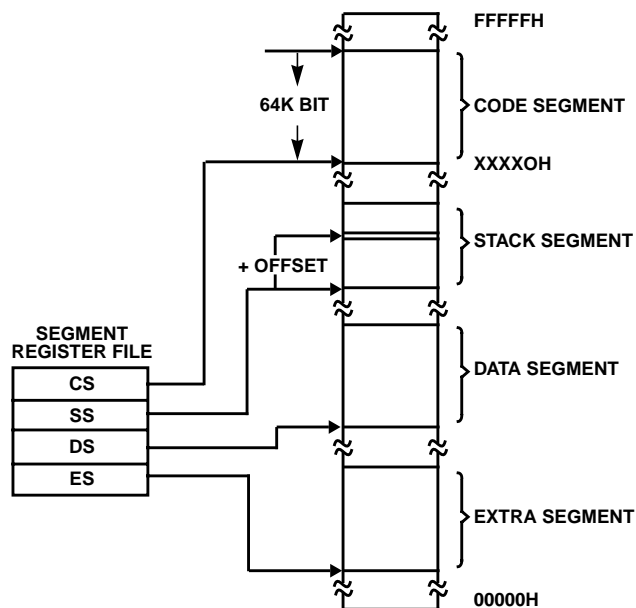 FFFFFH
64K BIT
CODE SEGMENT
XXXXOH
STACK SEGMENT
+ OFFSET
SEGMENT
REGISTER FILE
CS
SS
DS
ES
DATA SEGMENT
EXTRA SEGMENT
00000H